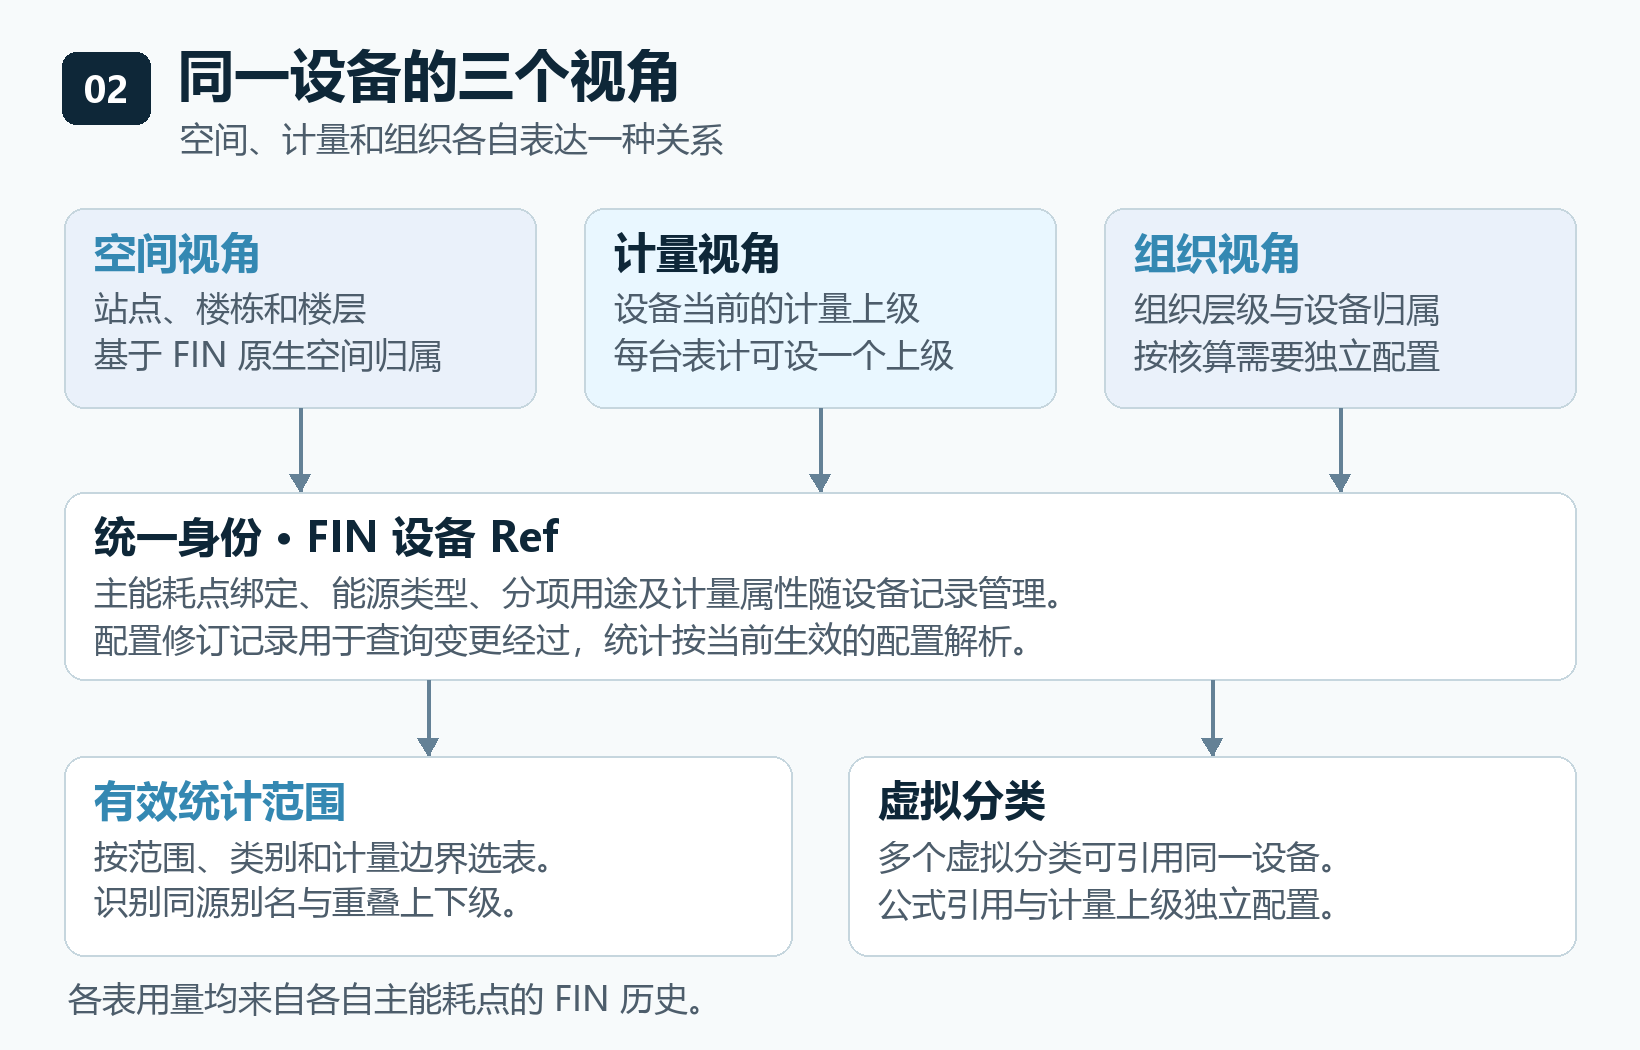 02
同一设备的三个视角
空间、计量和组织各自表达一种关系
空间视角
站点、楼栋和楼层
基于 FIN 原生空间归属
计量视角
设备当前的计量上级
每台表计可设一个上级
组织视角
组织层级与设备归属
按核算需要独立配置
统一身份 • FIN 设备 Ref
主能耗点绑定、能源类型、分项用途及计量属性随设备记录管理。
配置修订记录用于查询变更经过，统计按当前生效的配置解析。
有效统计范围
按范围、类别和计量边界选表。
识别同源别名与重叠上下级。
虚拟分类
多个虚拟分类可引用同一设备。
公式引用与计量上级独立配置。
各表用量均来自各自主能耗点的 FIN 历史。